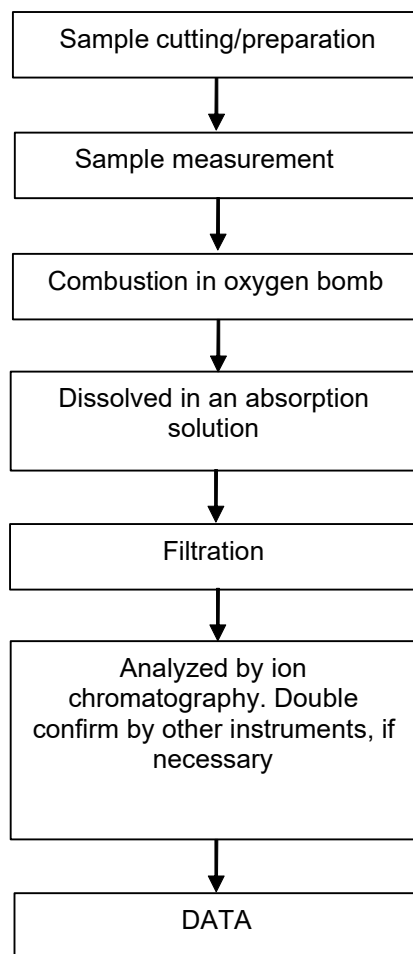 Sample cutting/preparation
Sample measurement
Combustion in oxygen bomb
Dissolved in an absorption
solution
Filtration
Analyzed by ion
chromatography. Double
confirm by other instruments, if
necessary
DATA